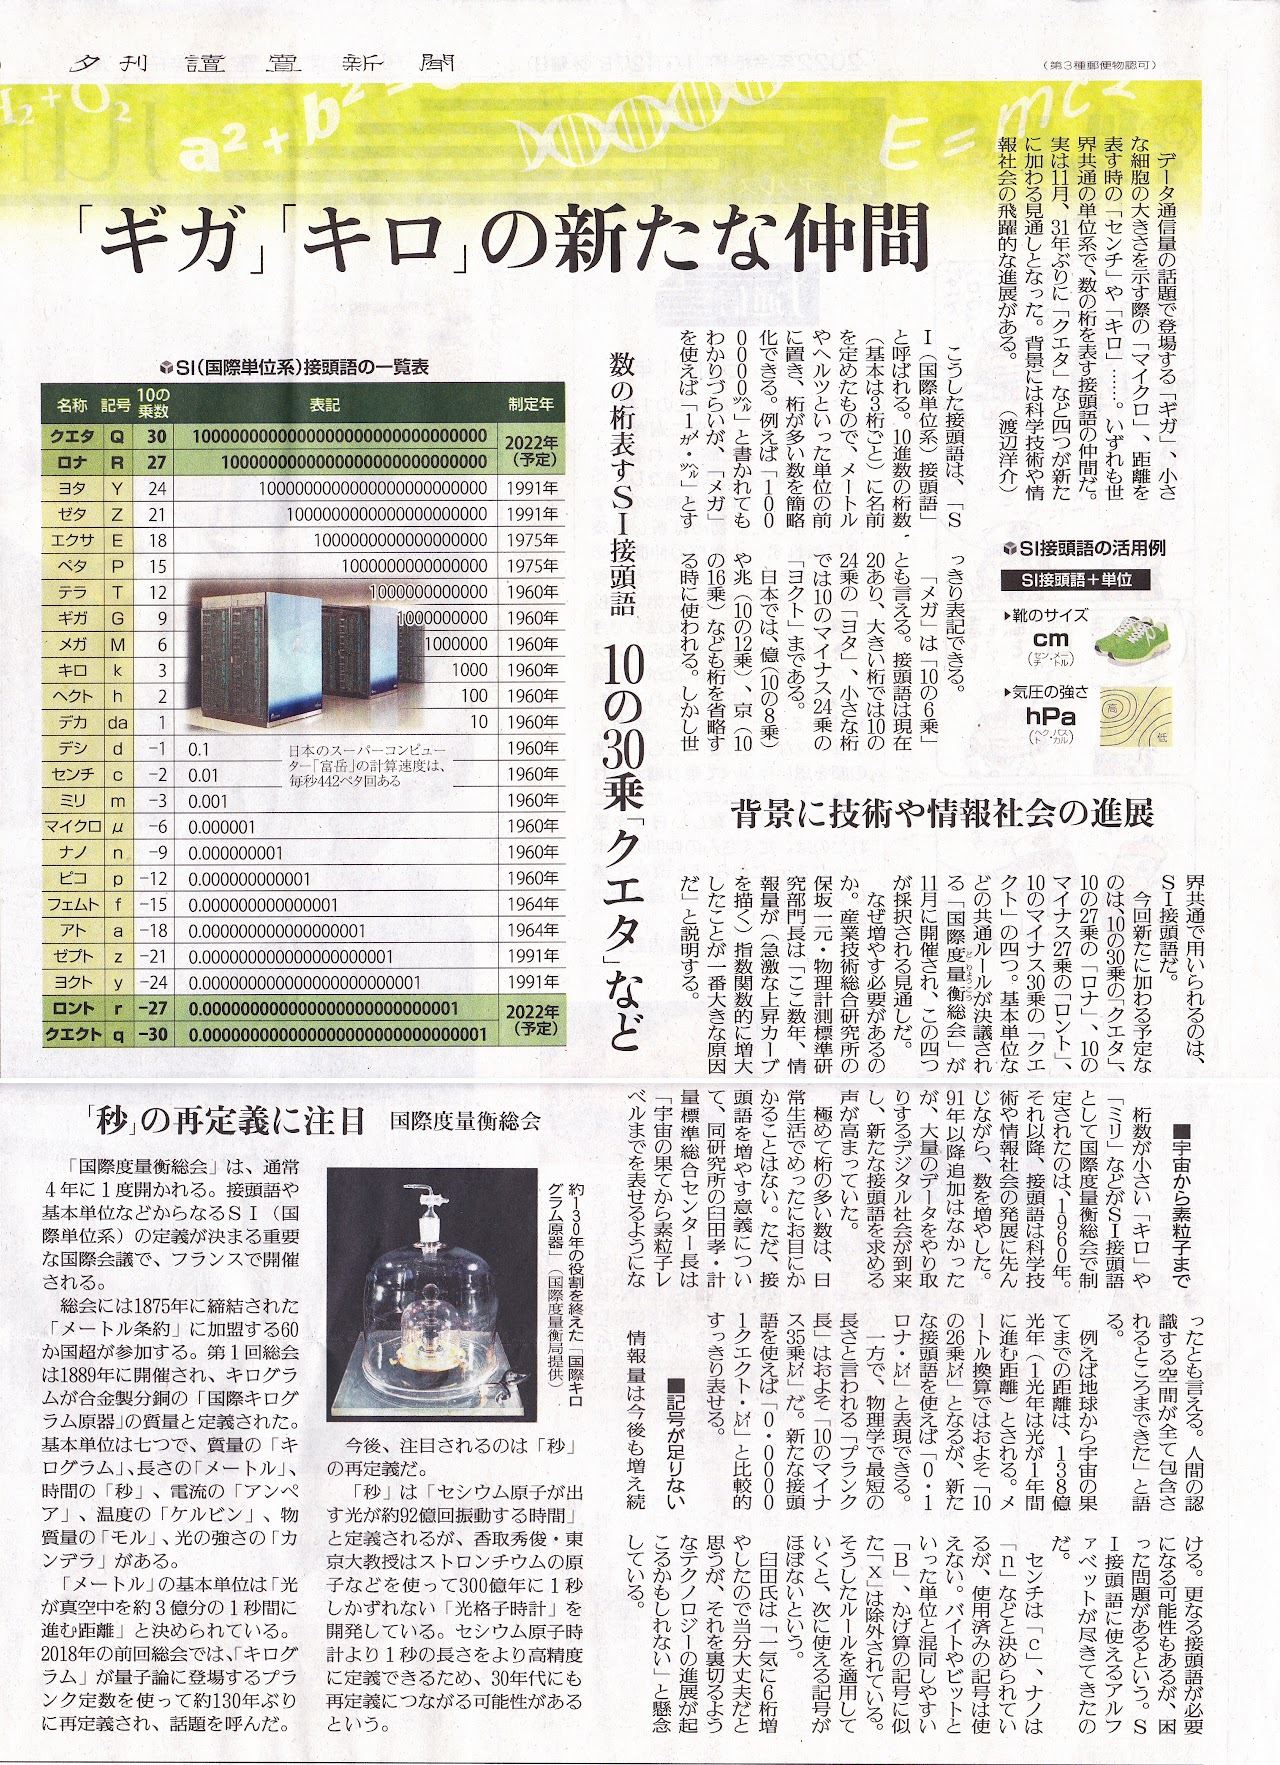 夕刊 讀賣新聞
(第3種郵便物認可)
H₂+O₂
a²+b²=
E=mc²
データ通信量の話題で登場する「ギガ」、小さ
な細胞の大きさを示す際の「マイクロ」、距離を
表す時の「センチ」や「キロ」……。いずれも世
界共通の単位系で、数の桁を表す接頭語の仲間だ。
実は11月、31年ぶりに「クエタ」など四つが新た
に加わる見通しとなった。背景には科学技術や情
報社会の飛躍的な進展がある。 (渡辺洋介)
「ギガ」「キロ」の新たな仲間
数の桁表すSI接頭語 10の30乗「クエタ」など
こうした接頭語は、「S
I(国際単位系)接頭語」
と呼ばれる。10進数の桁数
(基本は3桁ごと)に名前
を定めたもので、メートル
やヘルツといった単位の前
に置き、桁が多い数を簡略
化できる。例えば「100
0000㌹」と書かれても
わかりづらいが、「メガ」
を使えば「1㍋・㌹」とす
っきり表記できる。
「メガ」は「10の6乗」
とも言える。接頭語は現在
20あり、大きい桁では10の
24乗の「ヨタ」、小さな桁
では10のマイナス24乗の
「ヨクト」まである。
日本では、億(10の8乗)
や兆(10の12乗)、京(10
の16乗)なども桁を省略す
る時に使われる。しかし世
SI接頭語の活用例
SI接頭語+単位
▶靴のサイズ
cm
(センチ・メートル)
▶気圧の強さ
hPa
(ヘクト・パスカル)
高
低
SI(国際単位系)接頭語の一覧表
名称 記号 10の乗数 表記 制定年
クエタ Q 30 1000000000000000000000000000000 2022年(予定)
ロナ R 27 1000000000000000000000000000
ヨタ Y 24 1000000000000000000000000 1991年
ゼタ Z 21 1000000000000000000000 1991年
エクサ E 18 1000000000000000000 1975年
ペタ P 15 1000000000000000 1975年
テラ T 12 1000000000000 1960年
ギガ G 9 1000000000 1960年
メガ M 6 1000000 1960年
キロ k 3 1000 1960年
ヘクト h 2 100 1960年
デカ da 1 10 1960年
デシ d −1 0.1 1960年
センチ c −2 0.01 1960年
ミリ m −3 0.001 1960年
マイクロ μ −6 0.000001 1960年
ナノ n −9 0.000000001 1960年
ピコ p −12 0.000000000001 1960年
フェムト f −15 0.000000000000001 1964年
アト a −18 0.000000000000000001 1964年
ゼプト z −21 0.000000000000000000001 1991年
ヨクト y −24 0.000000000000000000000001 1991年
ロント r −27 0.000000000000000000000000001 2022年(予定)
クエクト q −30 0.000000000000000000000000000001
日本のスーパーコンピュー
ター「富岳」の計算速度は、
毎秒442ペタ回ある
背景に技術や情報社会の進展
界共通で用いられるのは、
SI接頭語だ。
今回新たに加わる予定な
のは、10の30乗の「クエタ」、
10の27乗の「ロナ」、10の
マイナス27乗の「ロント」、
10のマイナス30乗の「クエ
クト」の四つ。基本単位な
どの共通ルールが決議され
る「国際度量衡総会」が
どりょうこう
11月に開催され、この四つ
が採択される見通しだ。
なぜ増やす必要があるの
か。産業技術総合研究所の
保坂一元・物理計測標準研
究部門長は「ここ数年、情
報量が(急激な上昇カーブ
を描く)指数関数的に増大
したことが一番大きな原因
だ」と説明する。
■宇宙から素粒子まで
桁数が小さい「キロ」や
「ミリ」などがSI接頭語
として国際度量衡総会で制
定されたのは、1960年。
それ以降、接頭語は科学技
術や情報社会の発展に先ん
じながら、数を増やした。
91年以降追加はなかった
が、大量のデータをやり取
りするデジタル社会が到来
し、新たな接頭語を求める
声が高まっていた。
極めて桁の多い数は、日
常生活でめったにお目にか
かることはない。ただ、接
頭語を増やす意義につい
て、同研究所の臼田孝・計
量標準総合センター長は
「宇宙の果てから素粒子レ
ベルまでを表せるようにな
ったとも言える。人間の認
識する空間が全て包含さ
れるところまできた」と語
る。
例えば地球から宇宙の果
てまでの距離は、138億
光年(1光年は光が1年間
に進む距離)とされる。メ
ートル換算ではおよそ「10
の26乗㍍」となるが、新た
な接頭語を使えば「0・1
ロナ・㍍」と表現できる。
一方で、物理学で最短の
長さと言われる「プランク
長」はおよそ「10のマイナ
ス35乗㍍」だ。新たな接頭
語を使えば「0・0000
1クエクト・㍍」と比較的
すっきり表せる。
■記号が足りない
情報量は今後も増え続
ける。更なる接頭語が必要
になる可能性もあるが、困
った問題があるという。S
I接頭語に使えるアルフ
ァベットが尽きてきたの
だ。
センチは「c」、ナノは
「n」などと決められてい
るが、使用済みの記号は使
えない。バイトやビットと
いった単位と混同しやすい
「B」、かけ算の記号に似
た「X」は除外されている。
そうしたルールを適用して
いくと、次に使える記号が
ほぼないという。
臼田氏は「一気に6桁増
やしたので当分大丈夫だと
思うが、それを裏切るよう
なテクノロジーの進展が起
こるかもしれない」と懸念
している。
「秒」の再定義に注目 国際度量衡総会
「国際度量衡総会」は、通常
4年に1度開かれる。接頭語や
基本単位などからなるSI(国
際単位系)の定義が決まる重要
な国際会議で、フランスで開催
される。
総会には1875年に締結された
「メートル条約」に加盟する60
か国超が参加する。第1回総会
は1889年に開催され、キログラ
ムが合金製分銅の「国際キログ
ラム原器」の質量と定義された。
基本単位は七つで、質量の「キ
ログラム」、長さの「メートル」、
時間の「秒」、電流の「アンペ
ア」、温度の「ケルビン」、物
質量の「モル」、光の強さの「カ
ンデラ」がある。
「メートル」の基本単位は「光
が真空中を約3億分の1秒間に
進む距離」と決められている。
2018年の前回総会では、「キログ
ラム」が量子論に登場するプラ
ンク定数を使って約130年ぶり
に再定義され、話題を呼んだ。
約130年の役割を終えた「国際キロ
グラム原器」(国際度量衡局提供)
今後、注目されるのは「秒」
の再定義だ。
「秒」は「セシウム原子が出
す光が約92億回振動する時間」
と定義されるが、香取秀俊・東
京大教授はストロンチウムの原
子などを使って300億年に1秒
しかずれない「光格子時計」を
開発している。セシウム原子時
計より1秒の長さをより高精度
に定義できるため、30年代にも
再定義につながる可能性がある
という。